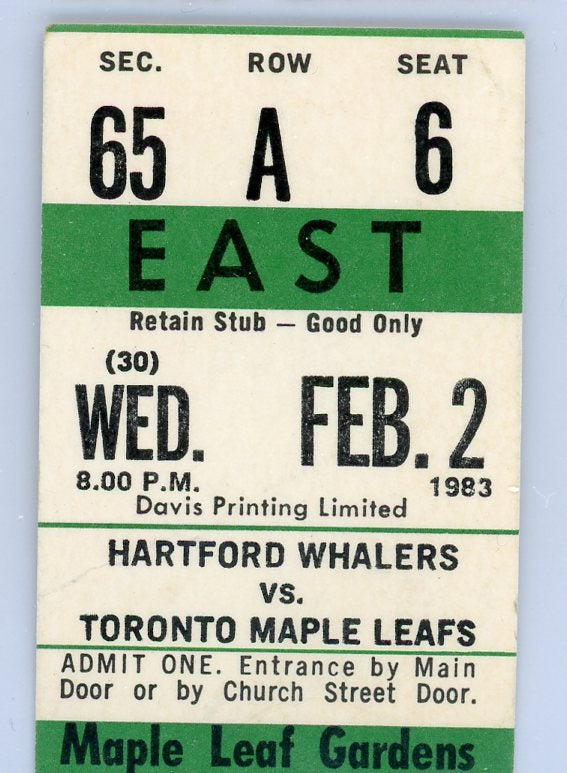 SEC. ROW SEAT
65 A 6
EAST
Retain Stub — Good Only
(30)
WED. FEB. 2
8.00 P.M. 1983
Davis Printing Limited
HARTFORD WHALERS
VS.
TORONTO MAPLE LEAFS
ADMIT ONE. Entrance by Main
Door or by Church Street Door.
Maple Leaf Gardens